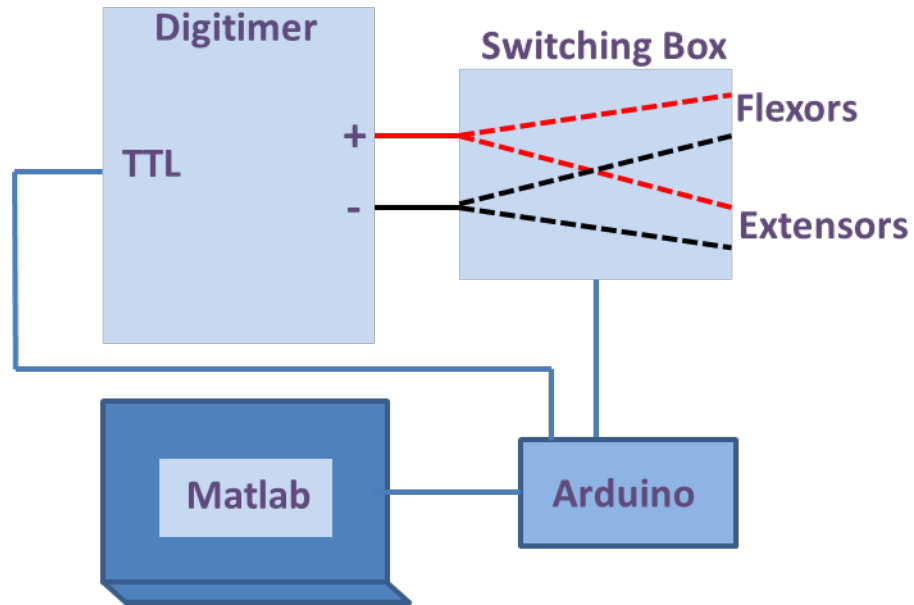 Digitimer
Switching Box
+
Flexors
TTL
-
Extensors
Matlab
Arduino